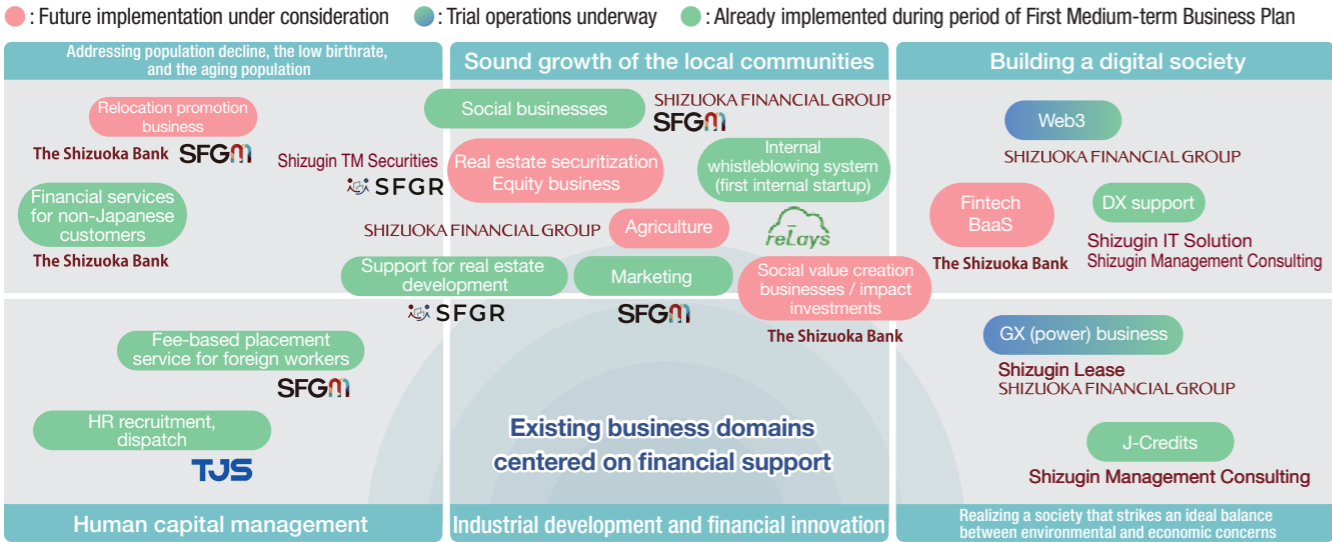 : Future implementation under consideration
: Trial operations underway
: Already implemented during period of First Medium-term Business Plan
Addressing population decline, the low birthrate,
and the aging population
Relocation promotion
business
The Shizuoka Bank SFGM
Financial services
for non-Japanese
customers
The Shizuoka Bank
Sound growth of the local communities
Social businesses
SHIZUOKA FINANCIAL GROUP
SFGM
Shizugin TM Securities
SFGR
Real estate securitization
Equity business
Internal
whistleblowing system
(first internal startup)
reLays
SHIZUOKA FINANCIAL GROUP
Agriculture
Support for real estate
development
SFGR
Marketing
SFGM
Social value creation
businesses / impact
investments
The Shizuoka Bank
Building a digital society
Web3
SHIZUOKA FINANCIAL GROUP
Fintech
BaaS
The Shizuoka Bank
DX support
Shizugin IT Solution
Shizugin Management Consulting
Fee-based placement
service for foreign workers
SFGM
HR recruitment,
dispatch
TJS
Human capital management
Existing business domains
centered on financial support
Industrial development and financial innovation
GX (power) business
Shizugin Lease
SHIZUOKA FINANCIAL GROUP
J-Credits
Shizugin Management Consulting
Realizing a society that strikes an ideal balance
between environmental and economic concerns